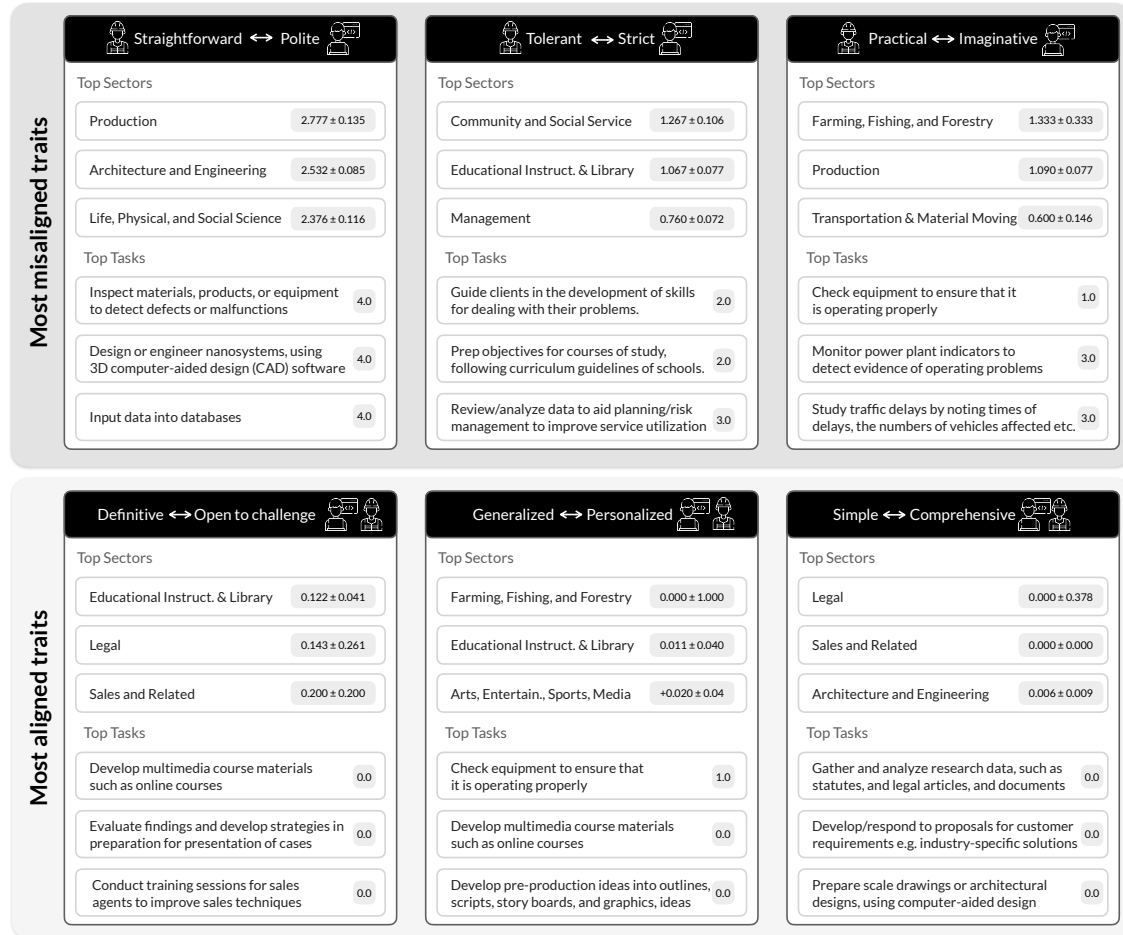 Most misaligned traits
Straightforward ↔ Polite
Top Sectors
Production 2.777 ± 0.135
Architecture and Engineering 2.532 ± 0.085
Life, Physical, and Social Science 2.376 ± 0.116
Top Tasks
Inspect materials, products, or equipment
to detect defects or malfunctions 4.0
Design or engineer nanosystems, using
3D computer-aided design (CAD) software 4.0
Input data into databases 4.0
Tolerant ↔ Strict
Top Sectors
Community and Social Service 1.267 ± 0.106
Educational Instruct. & Library 1.067 ± 0.077
Management 0.760 ± 0.072
Top Tasks
Guide clients in the development of skills
for dealing with their problems. 2.0
Prep objectives for courses of study,
following curriculum guidelines of schools. 2.0
Review/analyze data to aid planning/risk
management to improve service utilization 3.0
Practical ↔ Imaginative
Top Sectors
Farming, Fishing, and Forestry 1.333 ± 0.333
Production 1.090 ± 0.077
Transportation & Material Moving 0.600 ± 0.146
Top Tasks
Check equipment to ensure that it
is operating properly 1.0
Monitor power plant indicators to
detect evidence of operating problems 3.0
Study traffic delays by noting times of
delays, the numbers of vehicles affected etc. 3.0
Most aligned traits
Definitive ↔ Open to challenge
Top Sectors
Educational Instruct. & Library 0.122 ± 0.041
Legal 0.143 ± 0.261
Sales and Related 0.200 ± 0.200
Top Tasks
Develop multimedia course materials
such as online courses 0.0
Evaluate findings and develop strategies in
preparation for presentation of cases 0.0
Conduct training sessions for sales
agents to improve sales techniques 0.0
Generalized ↔ Personalized
Top Sectors
Farming, Fishing, and Forestry 0.000 ± 1.000
Educational Instruct. & Library 0.011 ± 0.040
Arts, Entertain., Sports, Media +0.020 ± 0.04
Top Tasks
Check equipment to ensure that
it is operating properly 1.0
Develop multimedia course materials
such as online courses 0.0
Develop pre-production ideas into outlines,
scripts, story boards, and graphics, ideas 0.0
Simple ↔ Comprehensive
Top Sectors
Legal 0.000 ± 0.378
Sales and Related 0.000 ± 0.000
Architecture and Engineering 0.006 ± 0.009
Top Tasks
Gather and analyze research data, such as
statutes, and legal articles, and documents 0.0
Develop/respond to proposals for customer
requirements e.g. industry-specific solutions 0.0
Prepare scale drawings or architectural
designs, using computer-aided design 0.0